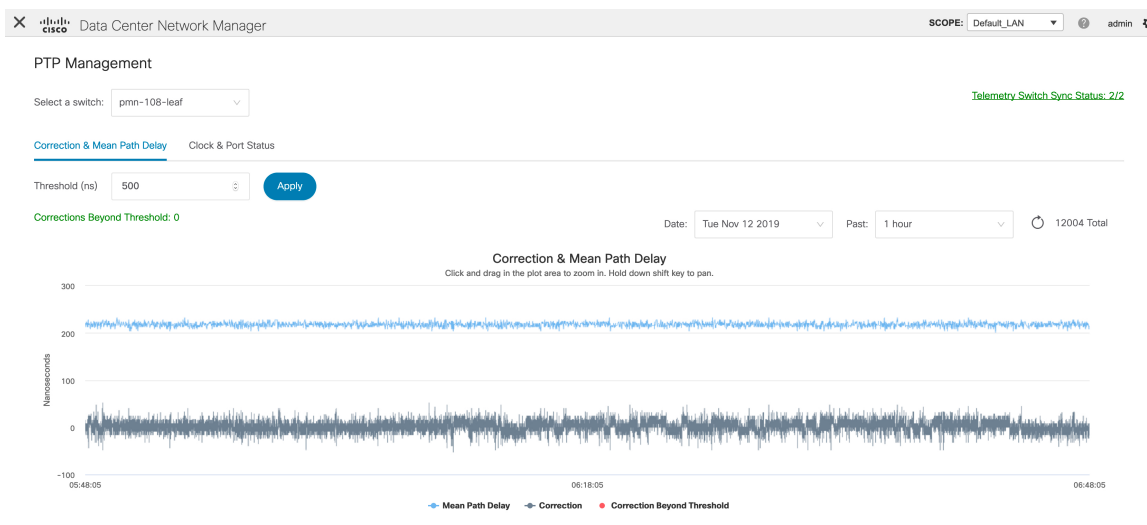 cisco Data Center Network Manager SCOPE: Default_LAN ? admin
PTP Management
Select a switch: pmn-108-leaf Telemetry Switch Sync Status: 2/2
Correction & Mean Path Delay Clock & Port Status
Threshold (ns) 500 Apply
Corrections Beyond Threshold: 0
Date: Tue Nov 12 2019 Past: 1 hour 12004 Total
Correction & Mean Path Delay
Click and drag in the plot area to zoom in. Hold down shift key to pan.
Nanoseconds
300
200
100
0
-100
05:48:05 06:18:05 06:48:05
Mean Path Delay Correction Correction Beyond Threshold